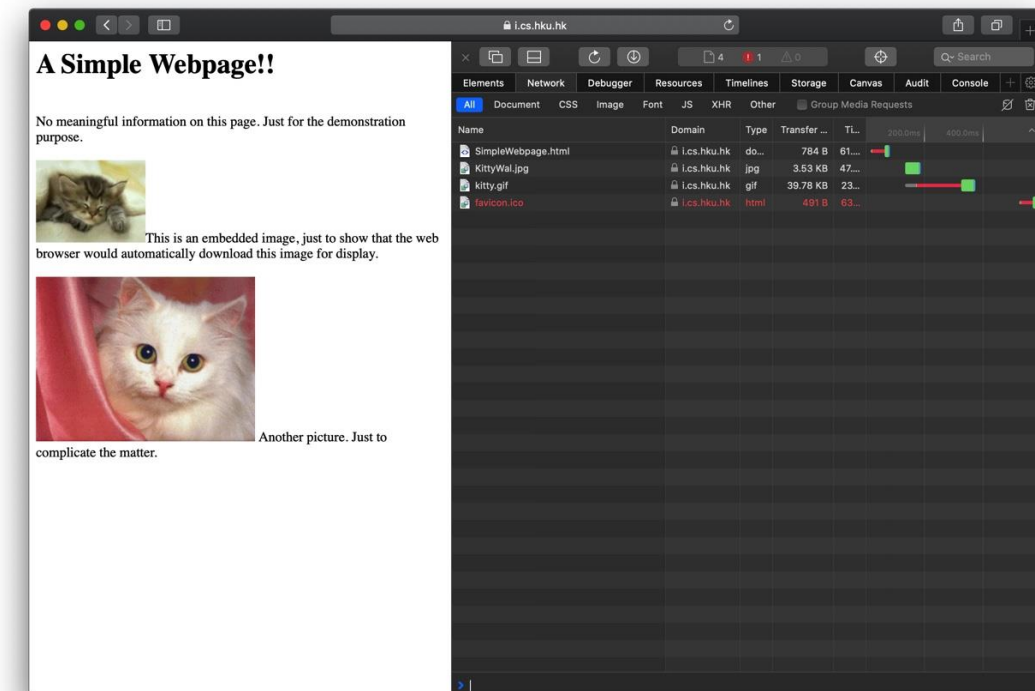 i.cs.hku.hk
A Simple Webpage!!
No meaningful information on this page. Just for the demonstration
purpose.
This is an embedded image, just to show that the web
browser would automatically download this image for display.
Another picture. Just to
complicate the matter.
4 1 0 Search
Elements Network Debugger Resources Timelines Storage Canvas Audit Console
All Document CSS Image Font JS XHR Other Group Media Requests
Name Domain Type Transfer ... Ti... 200.0ms 400.0ms
SimpleWebpage.html i.cs.hku.hk do... 784 B 61....
KittyWal.jpg i.cs.hku.hk jpg 3.53 KB 47....
kitty.gif i.cs.hku.hk gif 39.78 KB 23...
favicon.ico i.cs.hku.hk html 491 B 63...